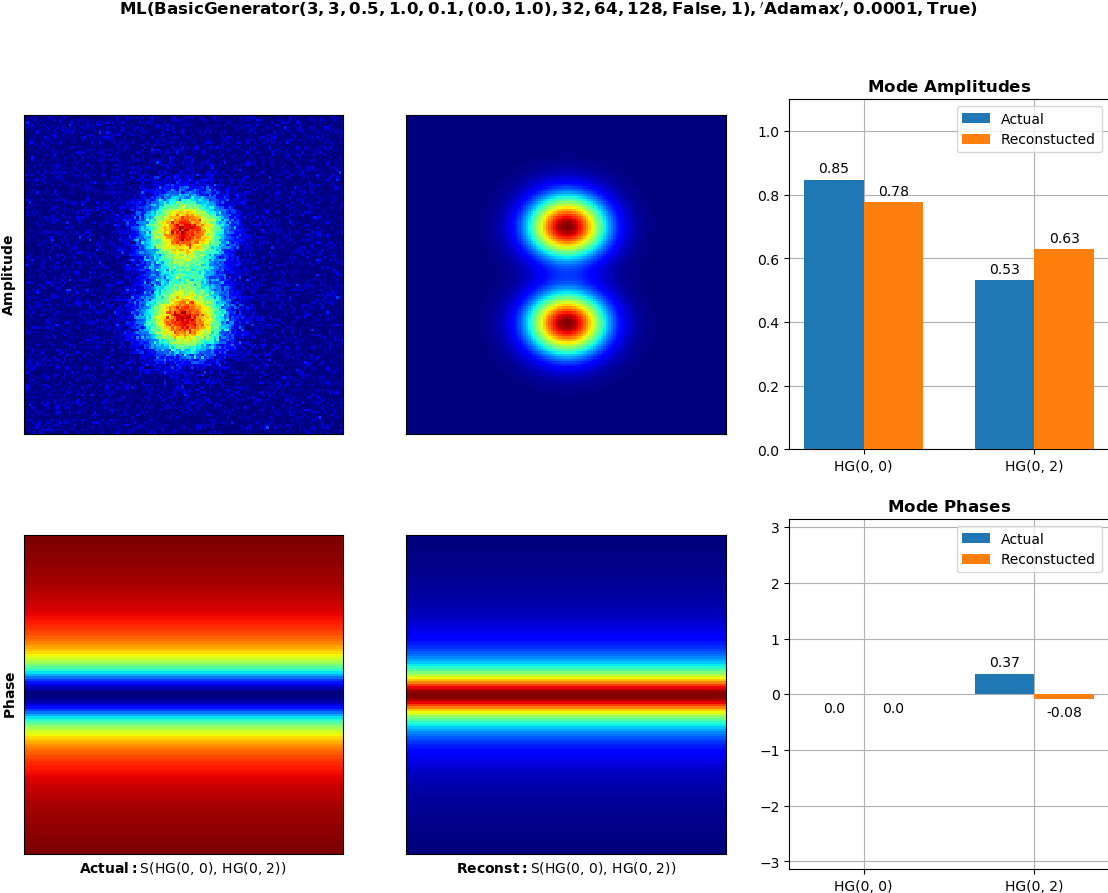 ML(BasicGenerator(3, 3, 0.5, 1.0, 0.1, (0.0, 1.0), 32, 64, 128, False, 1), ′Adamax′, 0.0001, True)
Mode Amplitudes
Actual
Reconstucted
1.0
0.8
0.6
0.4
0.2
0.0
0.85
0.78
0.53
0.63
HG(0, 0)
HG(0, 2)
Amplitude
Mode Phases
Actual
Reconstucted
3
2
1
0
−1
−2
−3
0.0
0.0
0.37
-0.08
HG(0, 0)
HG(0, 2)
Phase
Actual: S(HG(0, 0), HG(0, 2))
Reconst: S(HG(0, 0), HG(0, 2))